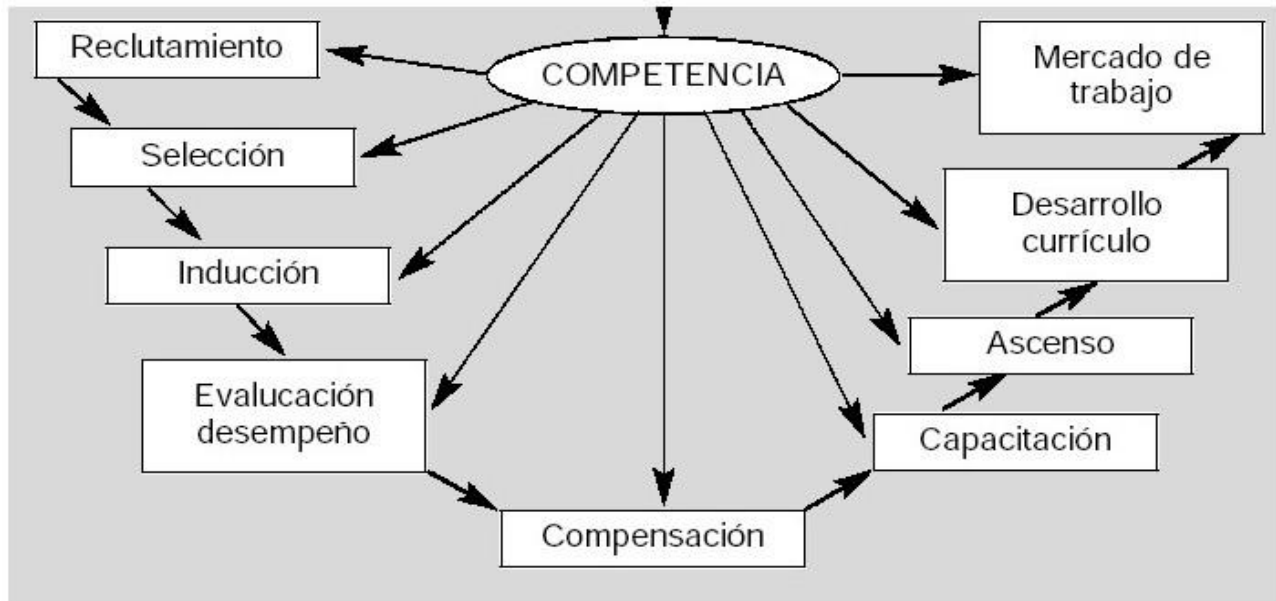 Reclutamiento
COMPETENCIA
Mercado de
trabajo
Selección
Desarrollo
currículo
Inducción
Ascenso
Evalucación
desempeño
Capacitación
Compensación